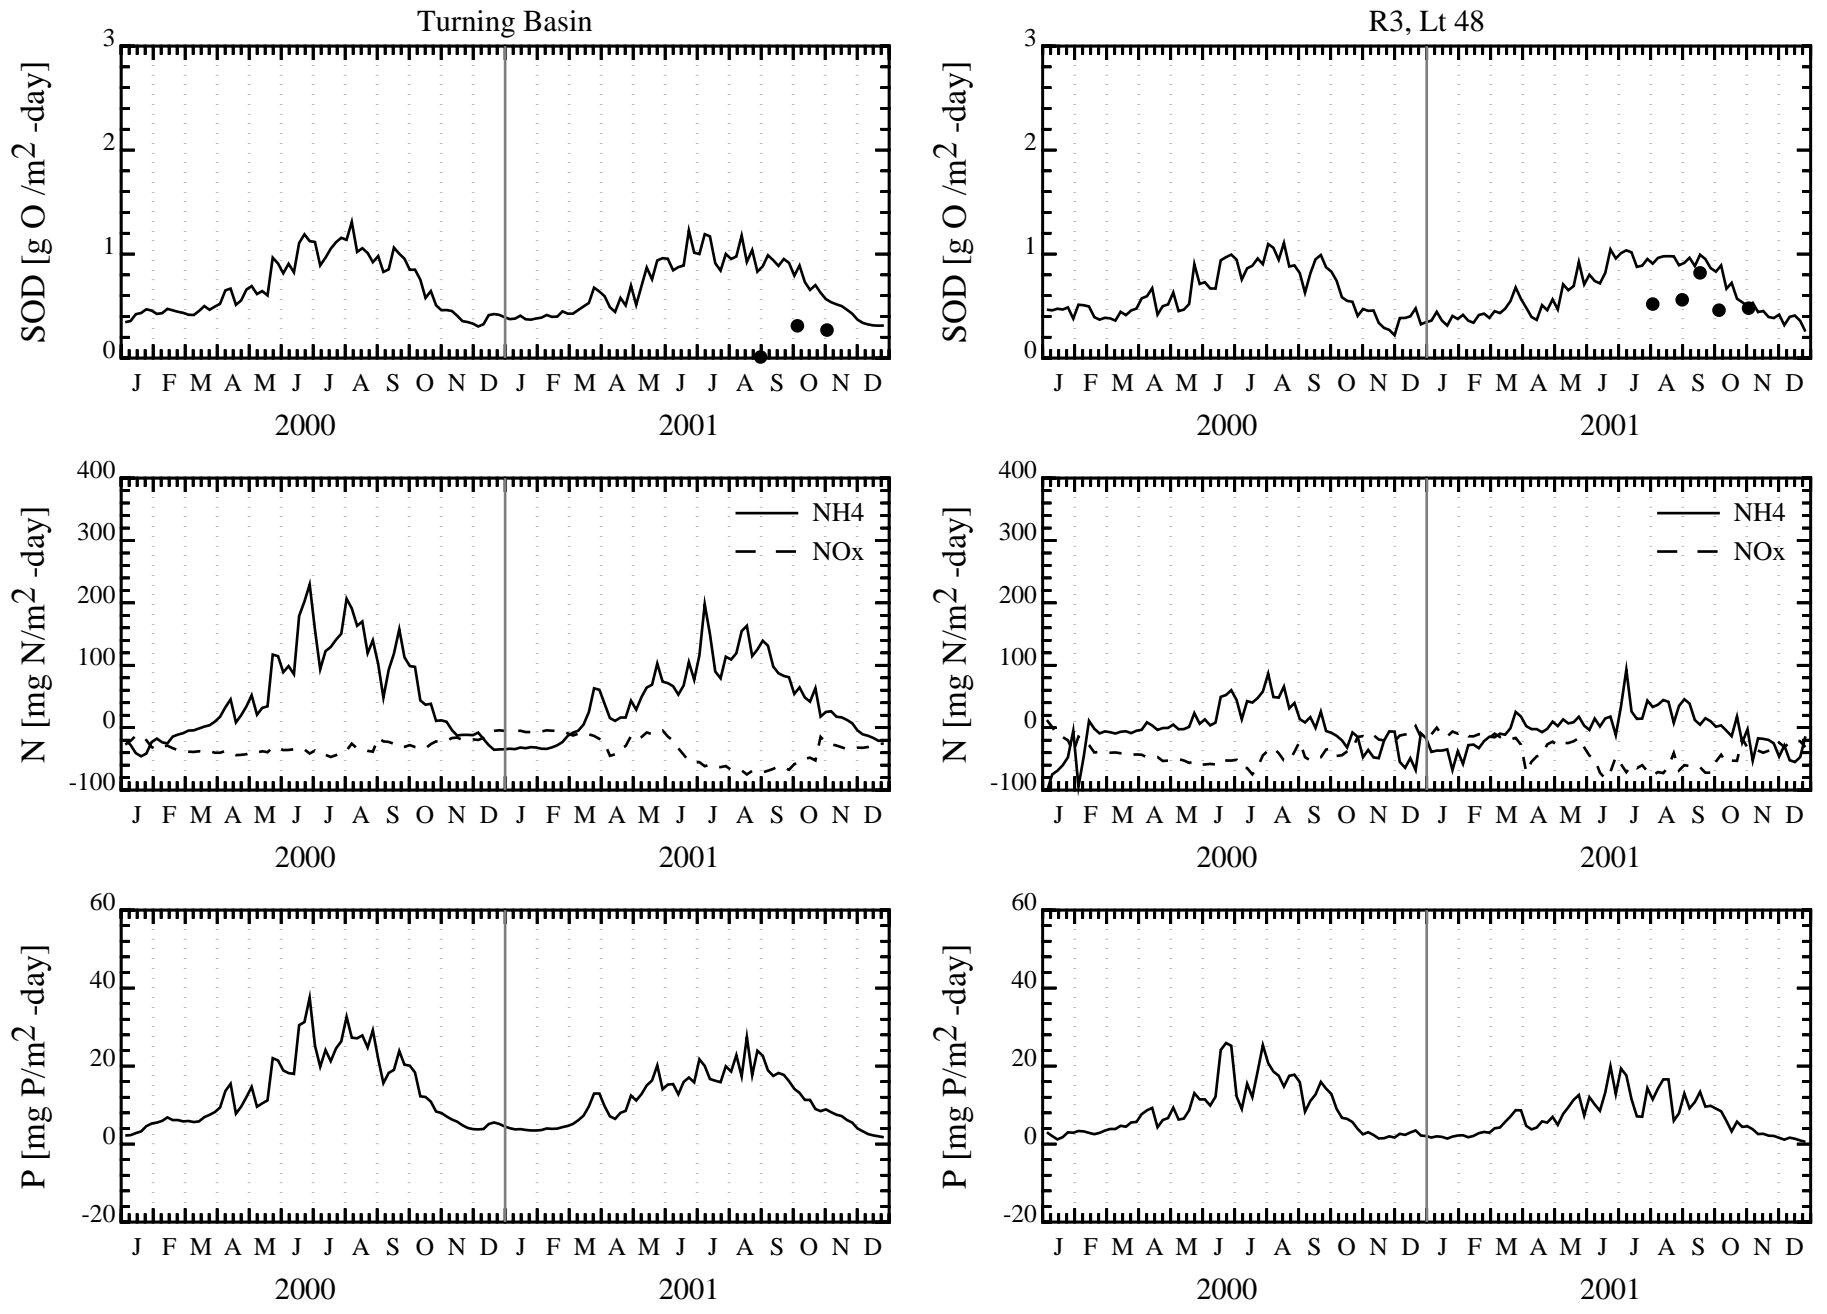 Turning Basin
3
2
1
0
SOD [g O /m2 -day]
J F M A M J J A S O N D J F M A M J J A S O N D
2000 2001
R3, Lt 48
3
2
1
0
SOD [g O /m2 -day]
J F M A M J J A S O N D J F M A M J J A S O N D
2000 2001
400
300
200
100
0
-100
N [mg N/m2 -day]
NH4
NOx
J F M A M J J A S O N D J F M A M J J A S O N D
2000 2001
400
300
200
100
0
-100
N [mg N/m2 -day]
NH4
NOx
J F M A M J J A S O N D J F M A M J J A S O N D
2000 2001
60
40
20
0
-20
P [mg P/m2 -day]
J F M A M J J A S O N D J F M A M J J A S O N D
2000 2001
60
40
20
0
-20
P [mg P/m2 -day]
J F M A M J J A S O N D J F M A M J J A S O N D
2000 2001